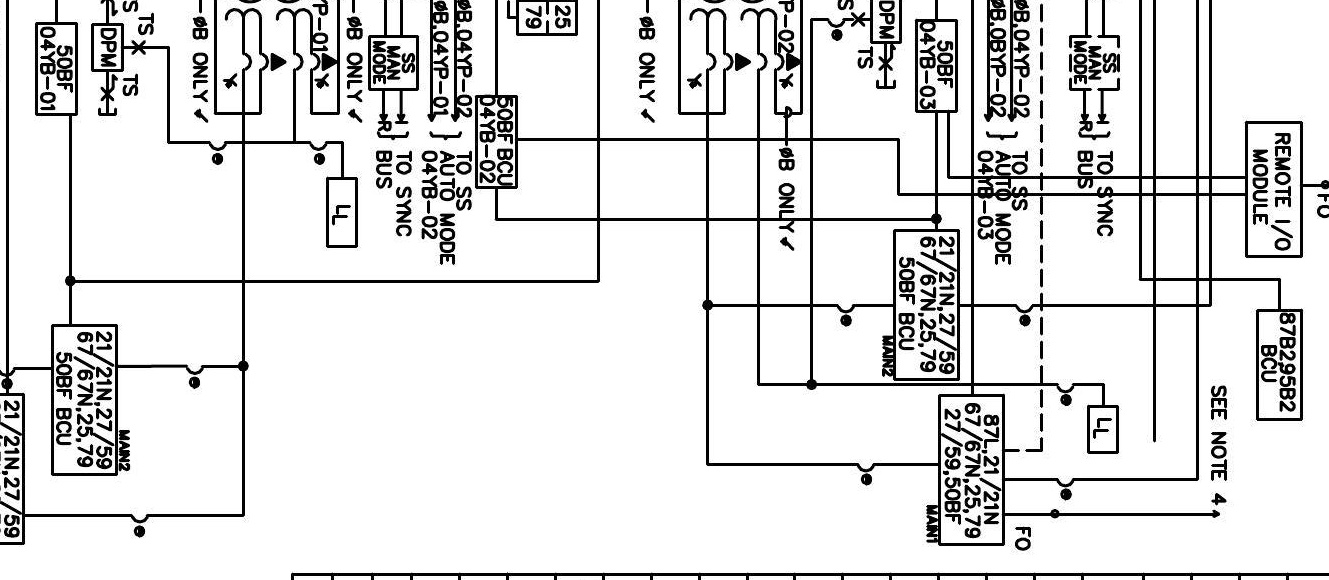 50BF
04YB-01
TS
DPM
TS
øB ONLY
P-01
øB ONLY
SS
MAN
MODE
øB,04YP-02
øB,04YP-01
R
TO SYNC
BUS
TO SS
AUTO MODE
04YB-02
LL
25
79
50BF BCU
04YB-02
øB ONLY
P-02
øB ONLY
DPM
TS
50BF
04YB-03
øB,04YP-02
øB,0BYP-02
TO SS
AUTO MODE
04YB-03
SS
MAN
MODE
R
TO SYNC
BUS
REMOTE I/O
MODULE
FO
87B2,95B2
BCU
21/21N,27/59
67/67N,25,79
50BF BCU
MAIN2
21/21N,27/59
67/67N,25,79
50BF BCU
MAIN2
21/21N,27/59
87L,21/21N
67/67N,25,79
27/59,50BF
MAIN1
LL
SEE NOTE 4
FO